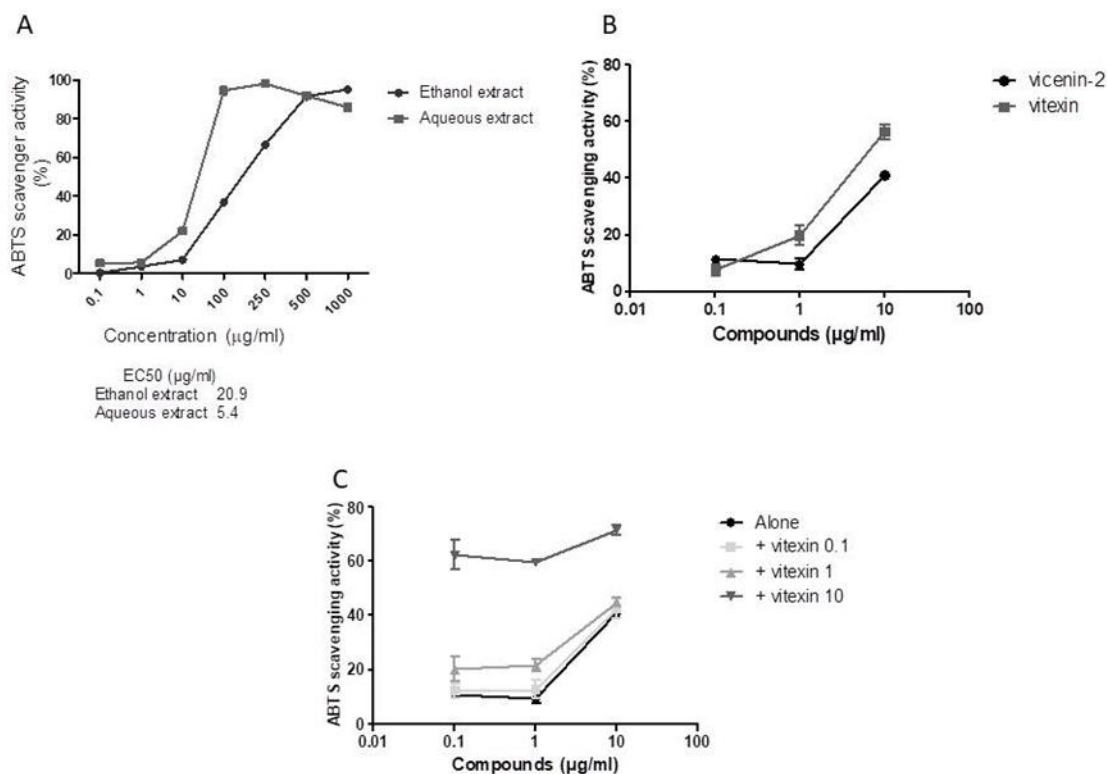 A
ABTS scavenger activity
(%)
100
80
60
40
20
0
0.1
1
10
100
250
500
1000
Concentration (μg/ml)
Ethanol extract
Aqueous extract
EC50 (μg/ml)
Ethanol extract 20.9
Aqueous extract 5.4
B
ABTS scavenging activity (%)
80
60
40
20
0
0.01
0.1
1
10
100
Compounds (μg/ml)
vicenin-2
vitexin
C
ABTS scavenging activity (%)
80
60
40
20
0
0.01
0.1
1
10
100
Compounds (μg/ml)
Alone
+ vitexin 0.1
+ vitexin 1
+ vitexin 10